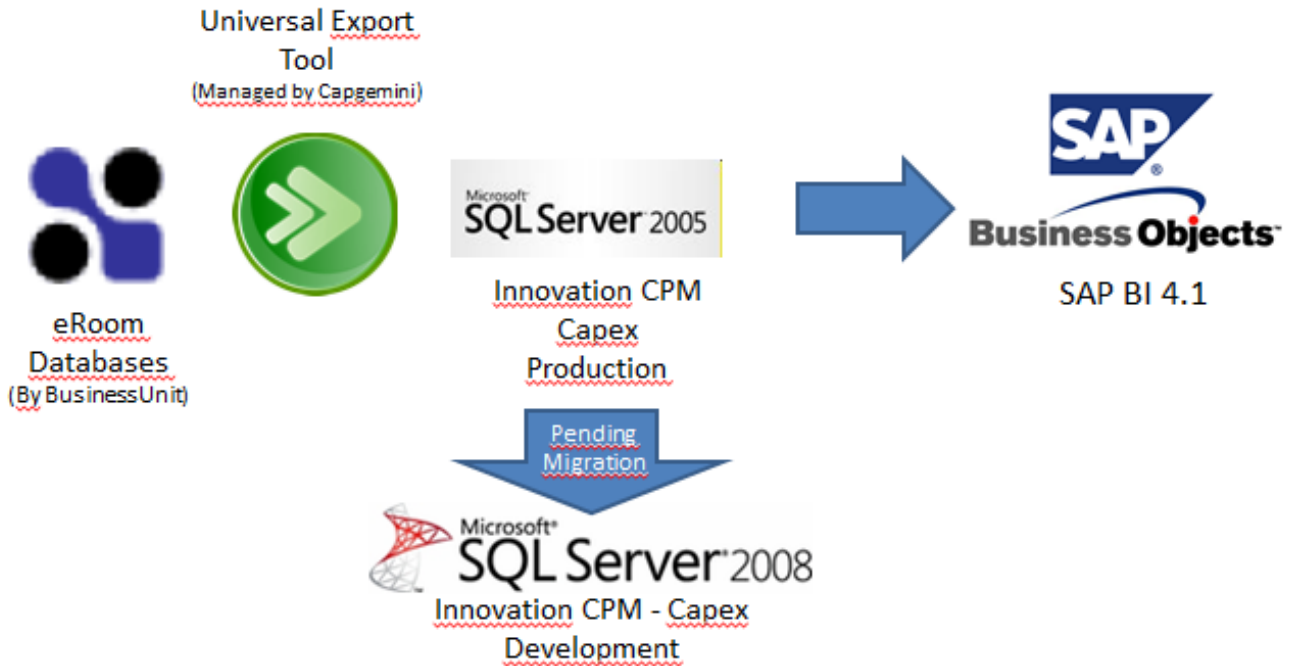 Universal Export
Tool
(Managed by Capgemini)
eRoom
Databases
(By BusinessUnit)
Microsoft
SQL Server 2005
Innovation CPM
Capex
Production
SAP®
Business Objects™
SAP BI 4.1
Pending
Migration
Microsoft®
SQL Server® 2008
Innovation CPM - Capex
Development